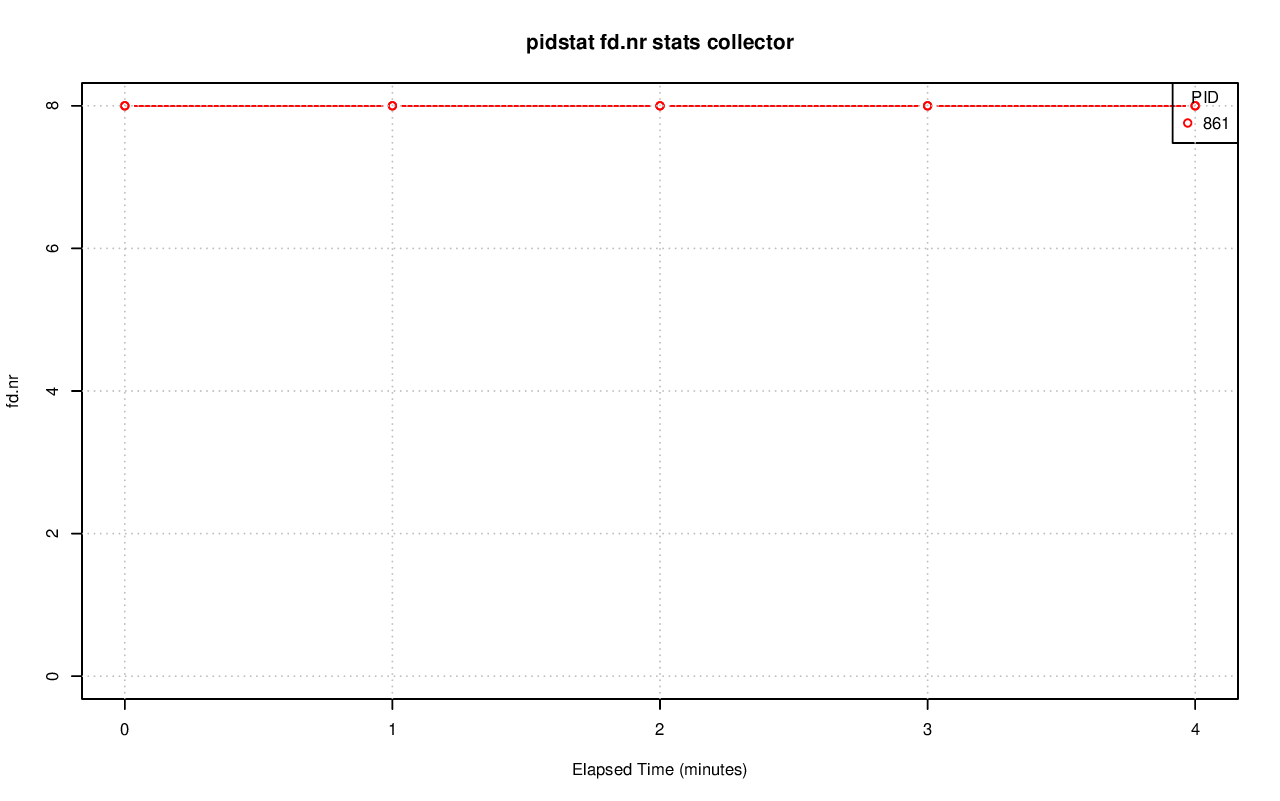 pidstat fd.nr stats collector
PID
861
fd.nr
8
6
4
2
0
0 1 2 3 4
Elapsed Time (minutes)